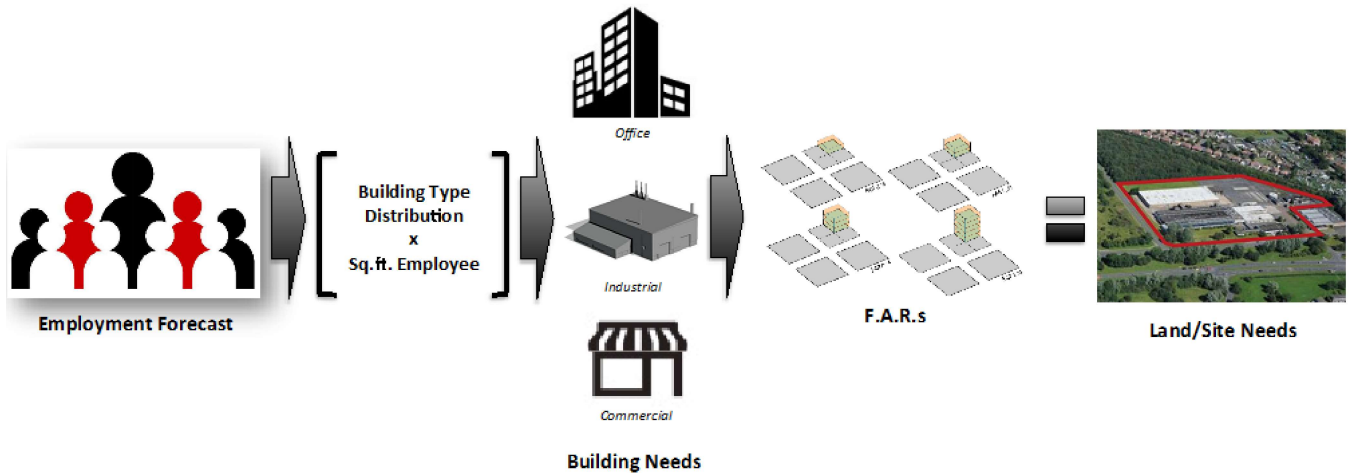 Employment Forecast
Building Type
Distribution
x
Sq.ft. Employee
Office
Industrial
Commercial
Building Needs
F.A.R.s
Land/Site Needs